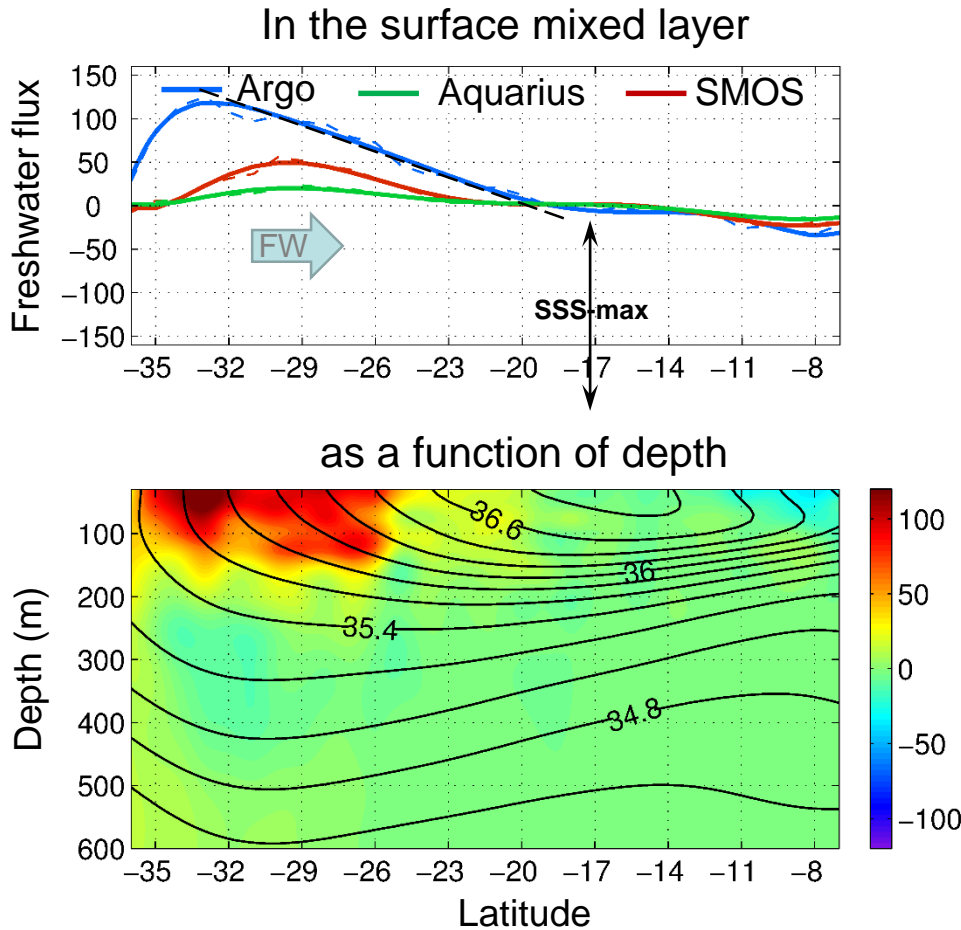 In the surface mixed layer
Argo Aquarius SMOS
Freshwater flux
150
100
50
0
−50
−100
−150
FW
SSS-max
−35 −32 −29 −26 −23 −20 −17 −14 −11 −8
as a function of depth
Depth (m)
100
200
300
400
500
600
36.6
36
35.4
34.8
100
50
0
−50
−100
−35 −32 −29 −26 −23 −20 −17 −14 −11 −8
Latitude